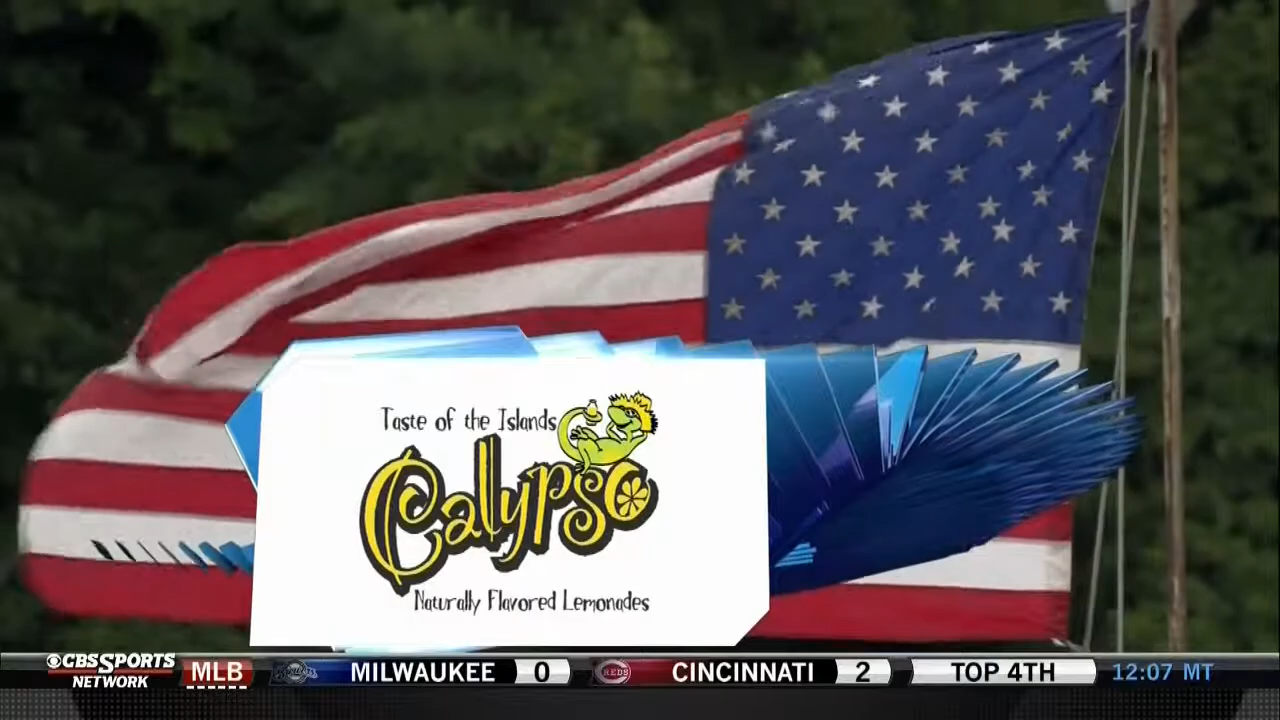 Taste of the Islands
Calypso
Naturally Flavored Lemonades
CBS SPORTS NETWORK MLB MILWAUKEE 0 REDS CINCINNATI 2 TOP 4TH 12:07 MT